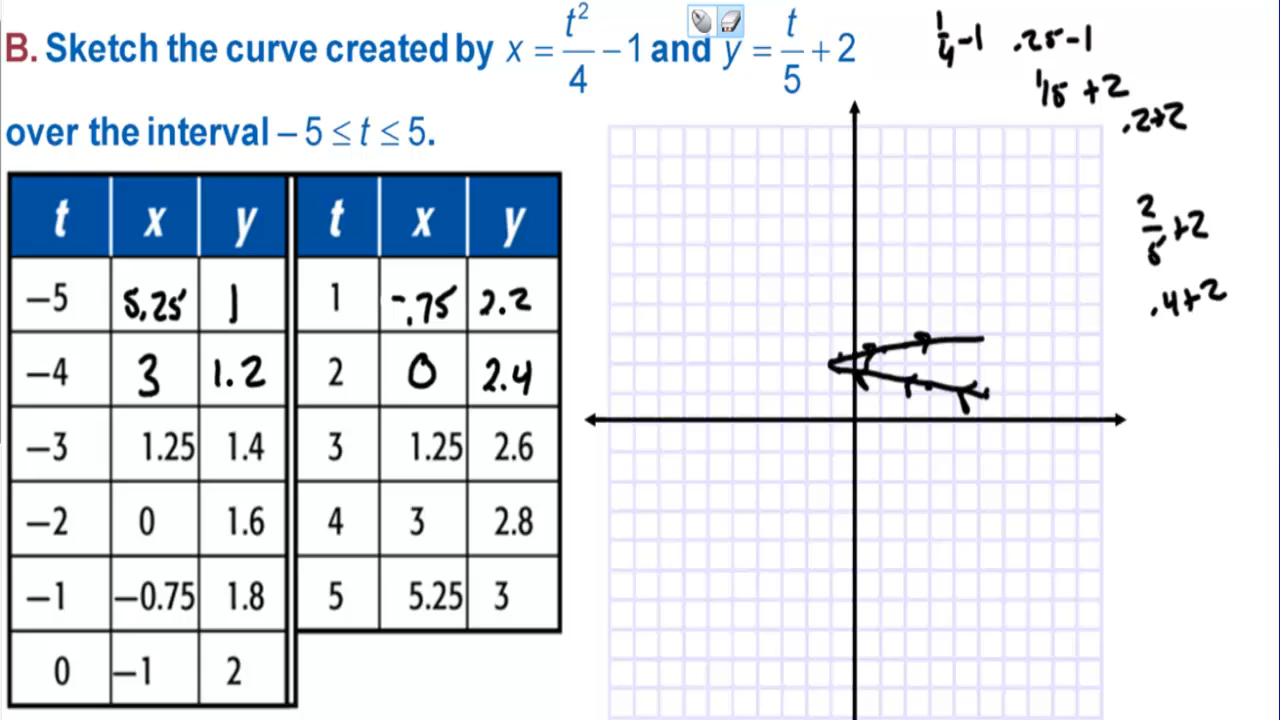 B. Sketch the curve created by x = t²/4 − 1 and y = t/5 + 2
over the interval – 5 ≤ t ≤ 5.
1/4 -1 .25 -1
1/5 + 2
.2+2
2/5 +2
.4+2
t x y t x y
−5 5.25 1 1 -.75 2.2
−4 3 1.2 2 0 2.4
−3 1.25 1.4 3 1.25 2.6
−2 0 1.6 4 3 2.8
−1 −0.75 1.8 5 5.25 3
0 −1 2